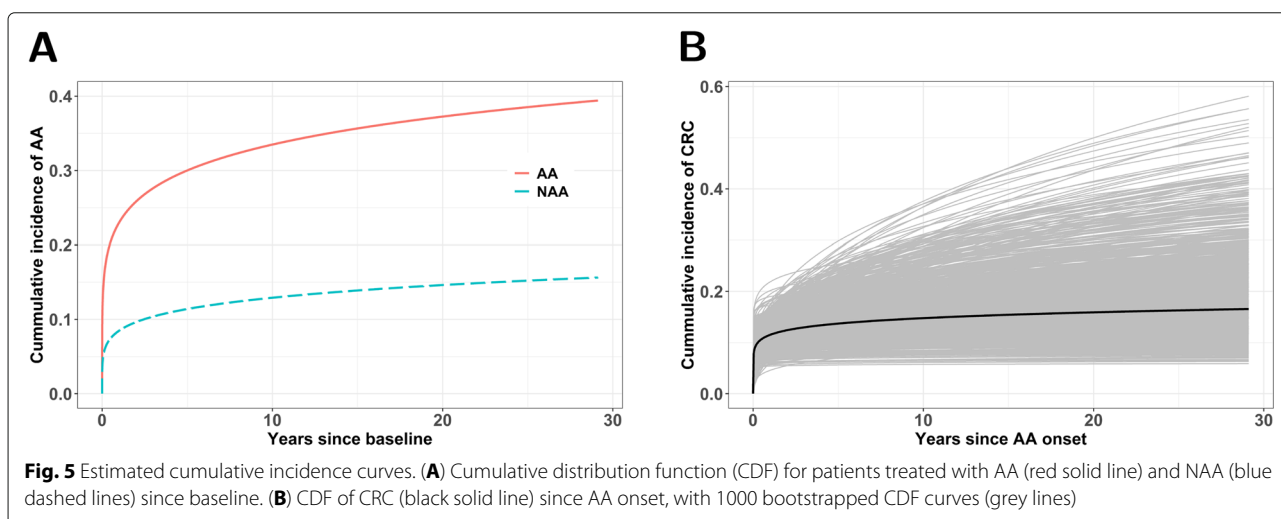 A
Cummulative incidence of AA
0.4
0.3
0.2
0.1
0.0
0
10
20
30
Years since baseline
AA
NAA
B
Cummulative incidence of CRC
0.6
0.4
0.2
0.0
0
10
20
30
Years since AA onset
Fig. 5 Estimated cumulative incidence curves. (A) Cumulative distribution function (CDF) for patients treated with AA (red solid line) and NAA (blue
dashed lines) since baseline. (B) CDF of CRC (black solid line) since AA onset, with 1000 bootstrapped CDF curves (grey lines)